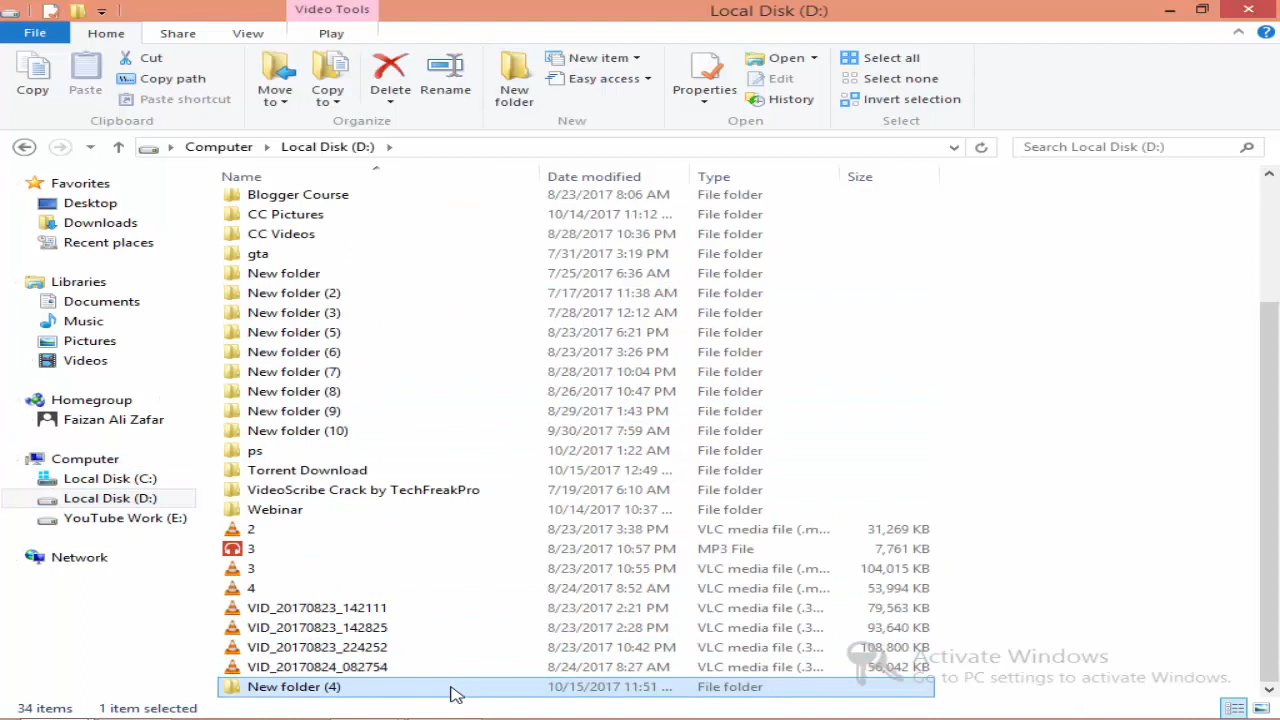 Video Tools
Local Disk (D:)
File Home Share View Play
Copy
Paste
Cut
Copy path
Paste shortcut
Move to
Copy to
Delete
Rename
New folder
New item
Easy access
Properties
Open
Edit
History
Select all
Select none
Invert selection
Clipboard Organize New Open Select
Computer Local Disk (D:) Search Local Disk (D:)
Favorites
Desktop
Downloads
Recent places
Libraries
Documents
Music
Pictures
Videos
Homegroup
Faizan Ali Zafar
Computer
Local Disk (C:)
Local Disk (D:)
YouTube Work (E:)
Network
Name Date modified Type Size
Blogger Course 8/23/2017 8:06 AM File folder
CC Pictures 10/14/2017 11:12 ... File folder
CC Videos 8/28/2017 10:36 PM File folder
gta 7/31/2017 3:19 PM File folder
New folder 7/25/2017 6:36 AM File folder
New folder (2) 7/17/2017 11:38 AM File folder
New folder (3) 7/28/2017 12:12 AM File folder
New folder (5) 8/23/2017 6:21 PM File folder
New folder (6) 8/23/2017 3:26 PM File folder
New folder (7) 8/28/2017 10:04 PM File folder
New folder (8) 8/26/2017 10:47 PM File folder
New folder (9) 8/29/2017 1:43 PM File folder
New folder (10) 9/30/2017 7:59 AM File folder
ps 10/2/2017 1:22 AM File folder
Torrent Download 10/15/2017 12:49 ... File folder
VideoScribe Crack by TechFreakPro 7/19/2017 6:10 AM File folder
Webinar 10/14/2017 10:37 ... File folder
2 8/23/2017 3:38 PM VLC media file (.m... 31,269 KB
3 8/23/2017 10:57 PM MP3 File 7,761 KB
3 8/23/2017 10:55 PM VLC media file (.m... 104,015 KB
4 8/24/2017 8:52 AM VLC media file (.m... 53,994 KB
VID_20170823_142111 8/23/2017 2:21 PM VLC media file (.3... 79,563 KB
VID_20170823_142825 8/23/2017 2:28 PM VLC media file (.3... 93,640 KB
VID_20170823_224252 8/23/2017 10:42 PM VLC media file (.3... 108,800 KB
VID_20170824_082754 8/24/2017 8:27 AM VLC media file (.3... 56,042 KB
New folder (4) 10/15/2017 11:51 ... File folder
Activate Windows
Go to PC settings to activate Windows.
34 items 1 item selected